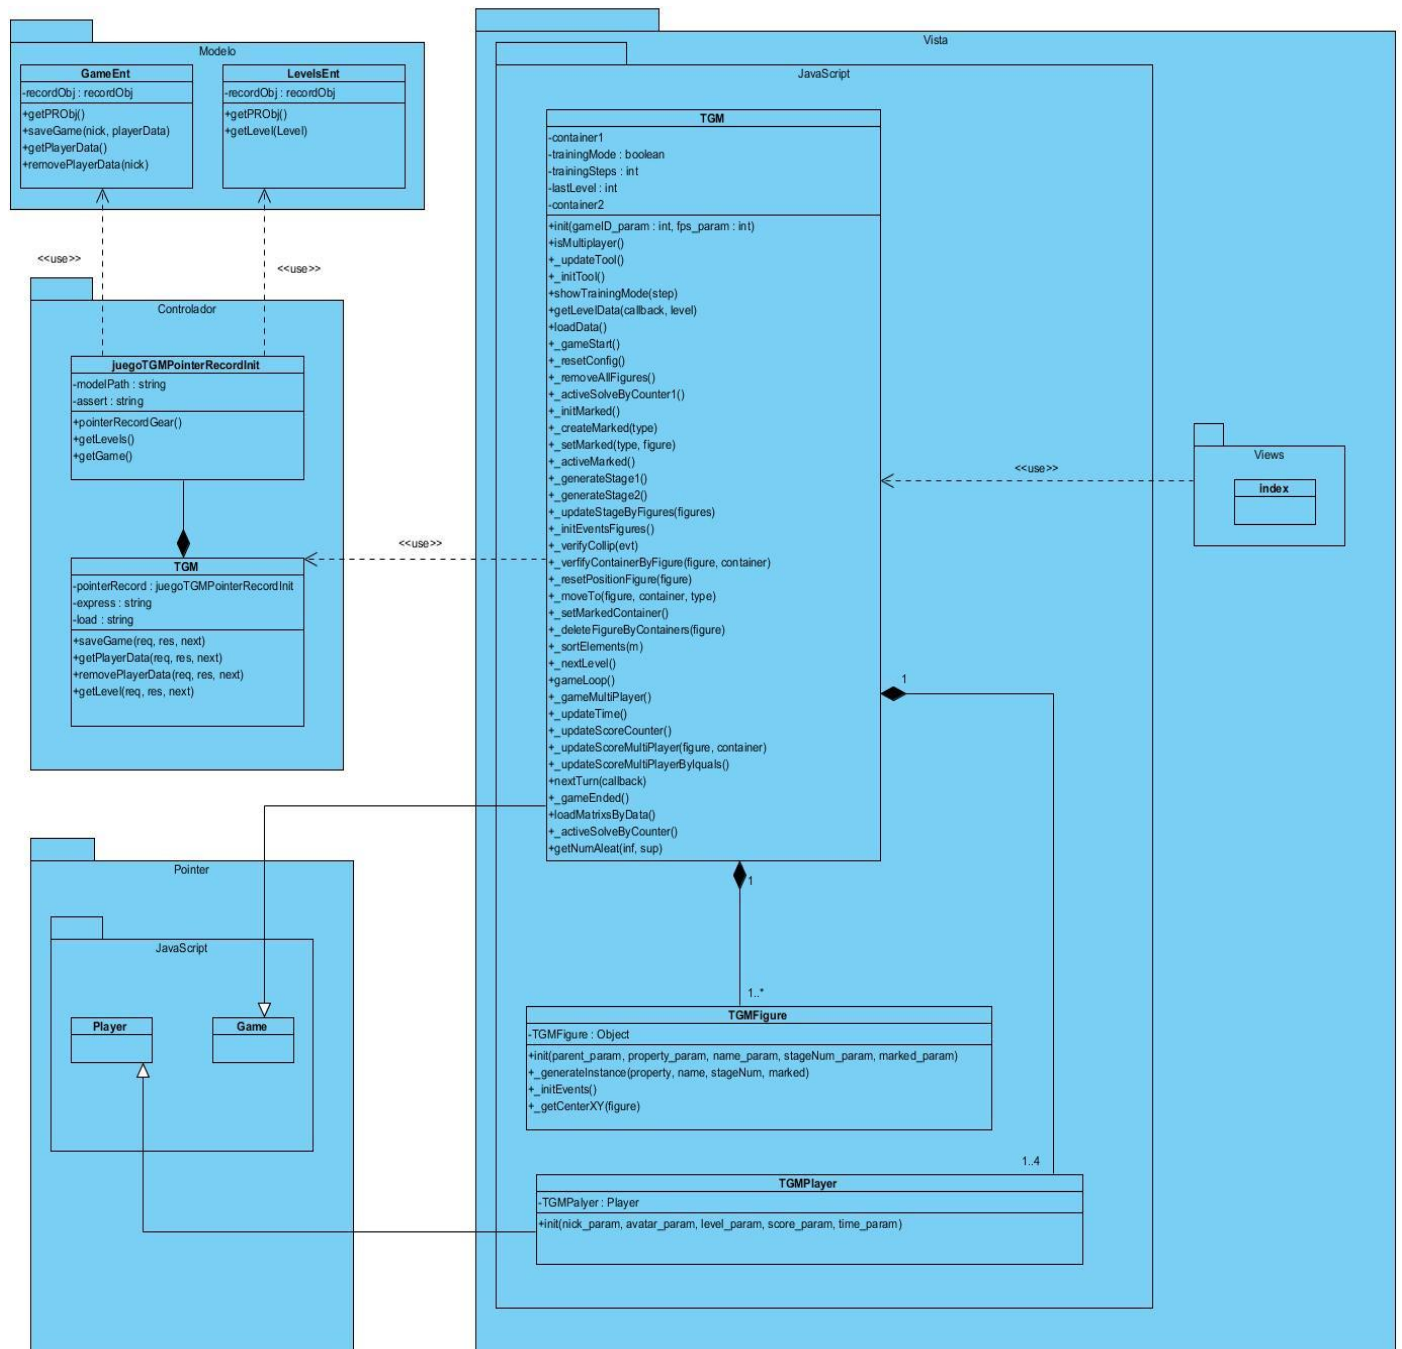 Modelo
GameEnt
-recordObj : recordObj
+getPRObj()
+saveGame(nick, playerData)
+getPlayerData()
+removePlayerData(nick)
LevelsEnt
-recordObj : recordObj
+getPRObj()
+getLevel(Level)
<<use>>
<<use>>
Controlador
juegoTGMPointerRecordInit
-modelPath : string
-assert : string
+pointerRecordGear()
+getLevels()
+getGame()
TGM
-pointerRecord : juegoTGMPointerRecordInit
-express : string
-load : string
+saveGame(req, res, next)
+getPlayerData(req, res, next)
+removePlayerData(req, res, next)
+getLevel(req, res, next)
<<use>>
Pointer
JavaScript
Player
Game
Vista
JavaScript
TGM
-container1
-trainingMode : boolean
-trainingSteps : int
-lastLevel : int
-container2
+init(gameID_param : int, fps_param : int)
+isMultiplayer()
+_updateTool()
+_initTool()
+showTrainingMode(step)
+getLevelData(callback, level)
+loadData()
+_gameStart()
+_resetConfig()
+_removeAllFigures()
+_activeSolveByCounter1()
+_initMarked()
+_createMarked(type)
+_setMarked(type, figure)
+_activeMarked()
+_generateStage1()
+_generateStage2()
+_updateStageByFigures(figures)
+_initEventsFigures()
+_verifyCollip(evt)
+_verfifyContainerByFigure(figure, container)
+_resetPositionFigure(figure)
+_moveTo(figure, container, type)
+_setMarkedContainer()
+_deleteFigureByContainers(figure)
+_sortElements(m)
+_nextLevel()
+gameLoop()
+_gameMultiPlayer()
+_updateTime()
+_updateScoreCounter()
+_updateScoreMultiPlayer(figure, container)
+_updateScoreMultiPlayerByIquals()
+nextTurn(callback)
+_gameEnded()
+loadMatrixsByData()
+_activeSolveByCounter()
+getNumAleat(inf, sup)
1
1
1..*
TGMFigure
-TGMFigure : Object
+init(parent_param, property_param, name_param, stageNum_param, marked_param)
+_generateInstance(property, name, stageNum, marked)
+_initEvents()
+_getCenterXY(figure)
1..4
TGMPlayer
-TGMPalyer : Player
+init(nick_param, avatar_param, level_param, score_param, time_param)
<<use>>
Views
index